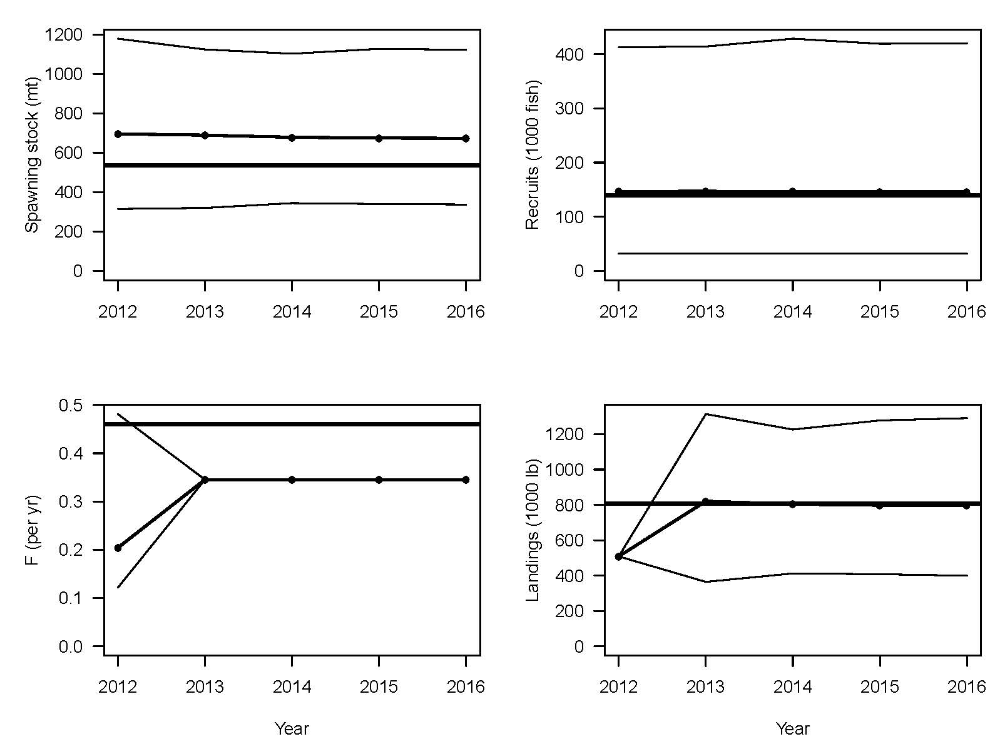 Spawning stock (mt)
1200
1000
800
600
400
200
0
2012 2013 2014 2015 2016
Recruits (1000 fish)
400
300
200
100
0
2012 2013 2014 2015 2016
F (per yr)
0.5
0.4
0.3
0.2
0.1
0.0
2012 2013 2014 2015 2016
Year
Landings (1000 lb)
1200
1000
800
600
400
200
0
2012 2013 2014 2015 2016
Year